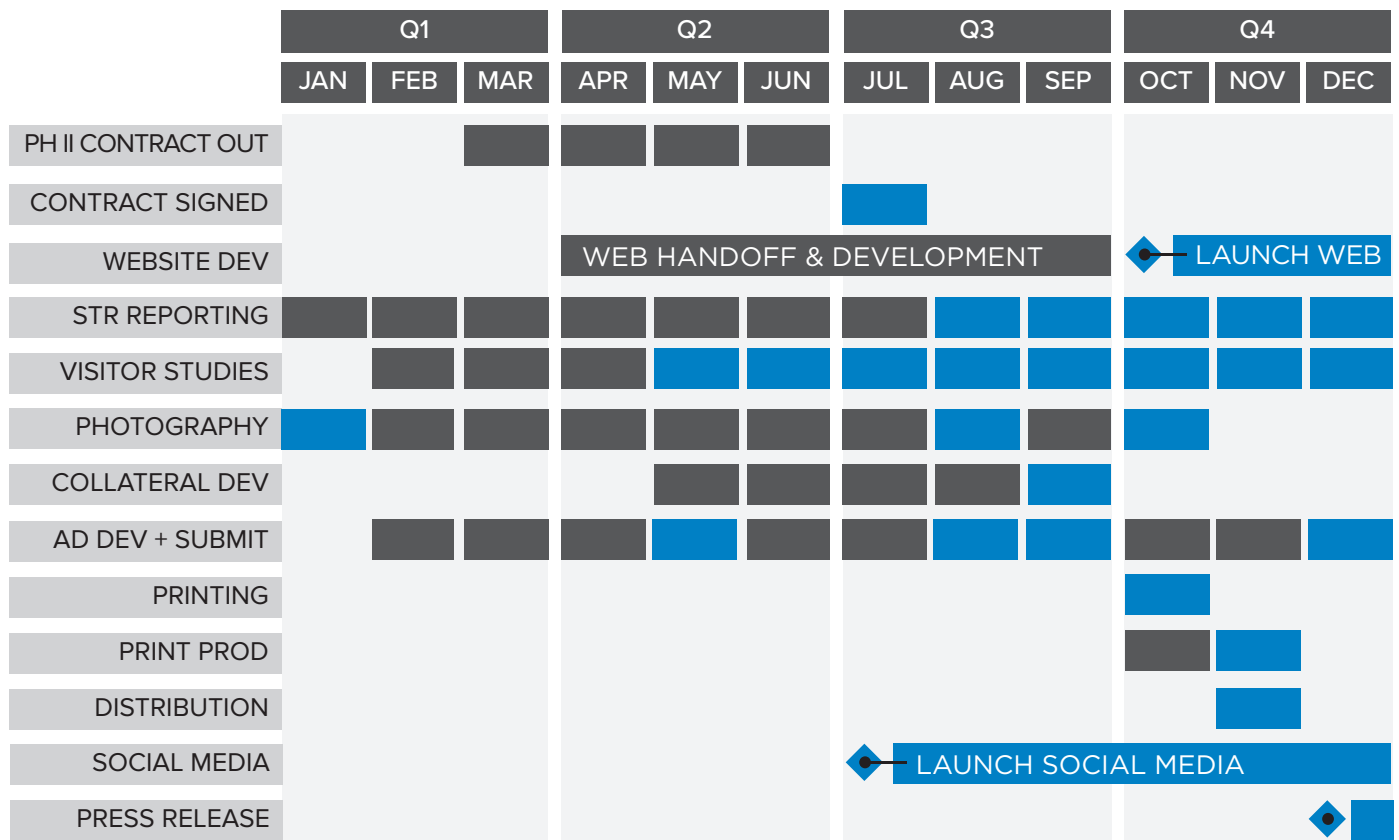 Q1 Q2 Q3 Q4
JAN FEB MAR APR MAY JUN JUL AUG SEP OCT NOV DEC
PH II CONTRACT OUT
CONTRACT SIGNED
WEBSITE DEV WEB HANDOFF & DEVELOPMENT LAUNCH WEB
STR REPORTING
VISITOR STUDIES
PHOTOGRAPHY
COLLATERAL DEV
AD DEV + SUBMIT
PRINTING
PRINT PROD
DISTRIBUTION
SOCIAL MEDIA LAUNCH SOCIAL MEDIA
PRESS RELEASE